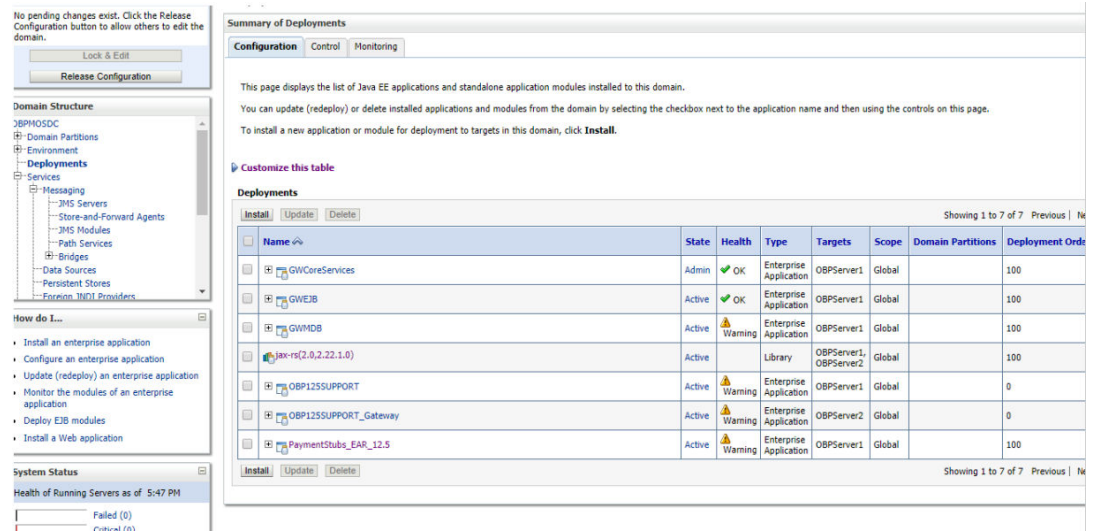 No pending changes exist. Click the Release
Configuration button to allow others to edit the
domain.
Lock & Edit
Release Configuration
Domain Structure
OBPMOSDC
Domain Partitions
Environment
Deployments
Services
Messaging
JMS Servers
Store-and-Forward Agents
JMS Modules
Path Services
Bridges
Data Sources
Persistent Stores
Foreign JNDI Providers
How do I...
Install an enterprise application
Configure an enterprise application
Update (redeploy) an enterprise application
Monitor the modules of an enterprise
application
Deploy EJB modules
Install a Web application
System Status
Health of Running Servers as of 5:47 PM
Failed (0)
Critical (0)
Summary of Deployments
Configuration Control Monitoring
This page displays the list of Java EE applications and standalone application modules installed to this domain.
You can update (redeploy) or delete installed applications and modules from the domain by selecting the checkbox next to the application name and then using the controls on this page.
To install a new application or module for deployment to targets in this domain, click Install.
Customize this table
Deployments
Install Update Delete Showing 1 to 7 of 7 Previous | Ne
Name State Health Type Targets Scope Domain Partitions Deployment Orde
GWCoreServices Admin OK Enterprise Application OBPServer1 Global 100
GWEJB Active OK Enterprise Application OBPServer1 Global 100
GWMDB Active Warning Enterprise Application OBPServer1 Global 100
jax-rs(2.0,2.22.1.0) Active Library OBPServer1, OBPServer2 Global 100
OBP125SUPPORT Active Warning Enterprise Application OBPServer1 Global 0
OBP125SUPPORT_Gateway Active Warning Enterprise Application OBPServer2 Global 0
PaymentStubs_EAR_12.5 Active Warning Enterprise Application OBPServer1 Global 100
Install Update Delete Showing 1 to 7 of 7 Previous | Ne